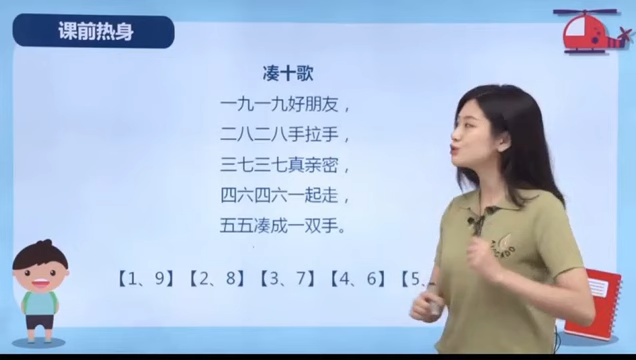 课前热身
凑十歌
一九一九好朋友，
二八二八手拉手，
三七三七真亲密，
四六四六一起走，
五五凑成一双手。
【1、9】【2、8】【3、7】【4、6】【5、